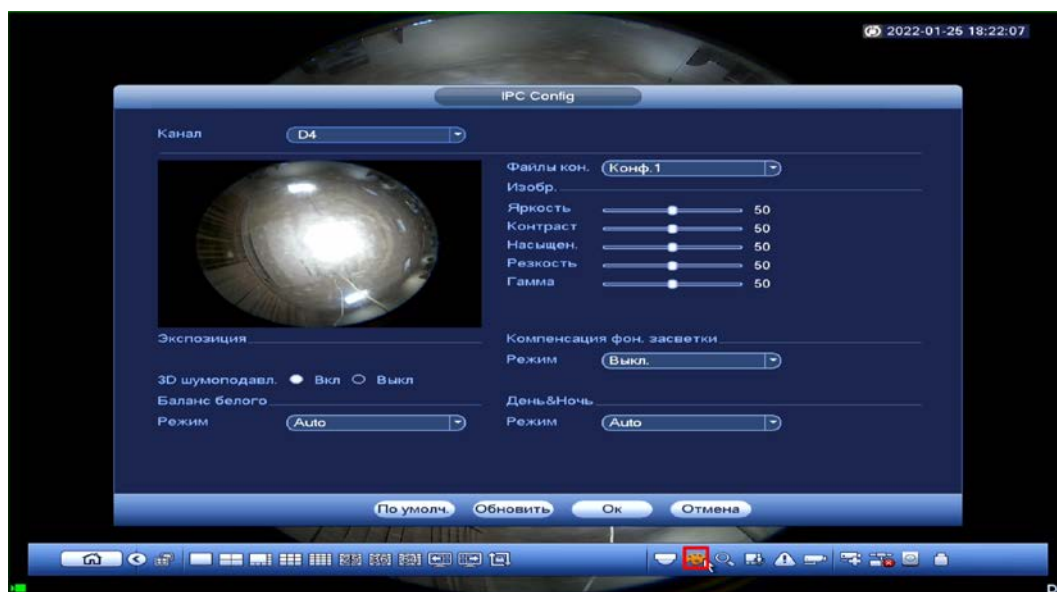 2022-01-25 18:22:07
IPC Config
Канал D4
Файлы кон. Конф.1
Изобр.
Яркость 50
Контраст 50
Насыщен. 50
Резкость 50
Гамма 50
Экспозиция
Компенсация фон. засветки
Режим Выкл.
3D шумоподавл. Вкл Выкл
Баланс белого
День&Ночь
Режим Auto
Режим Auto
По умолч. Обновить Ок Отмена